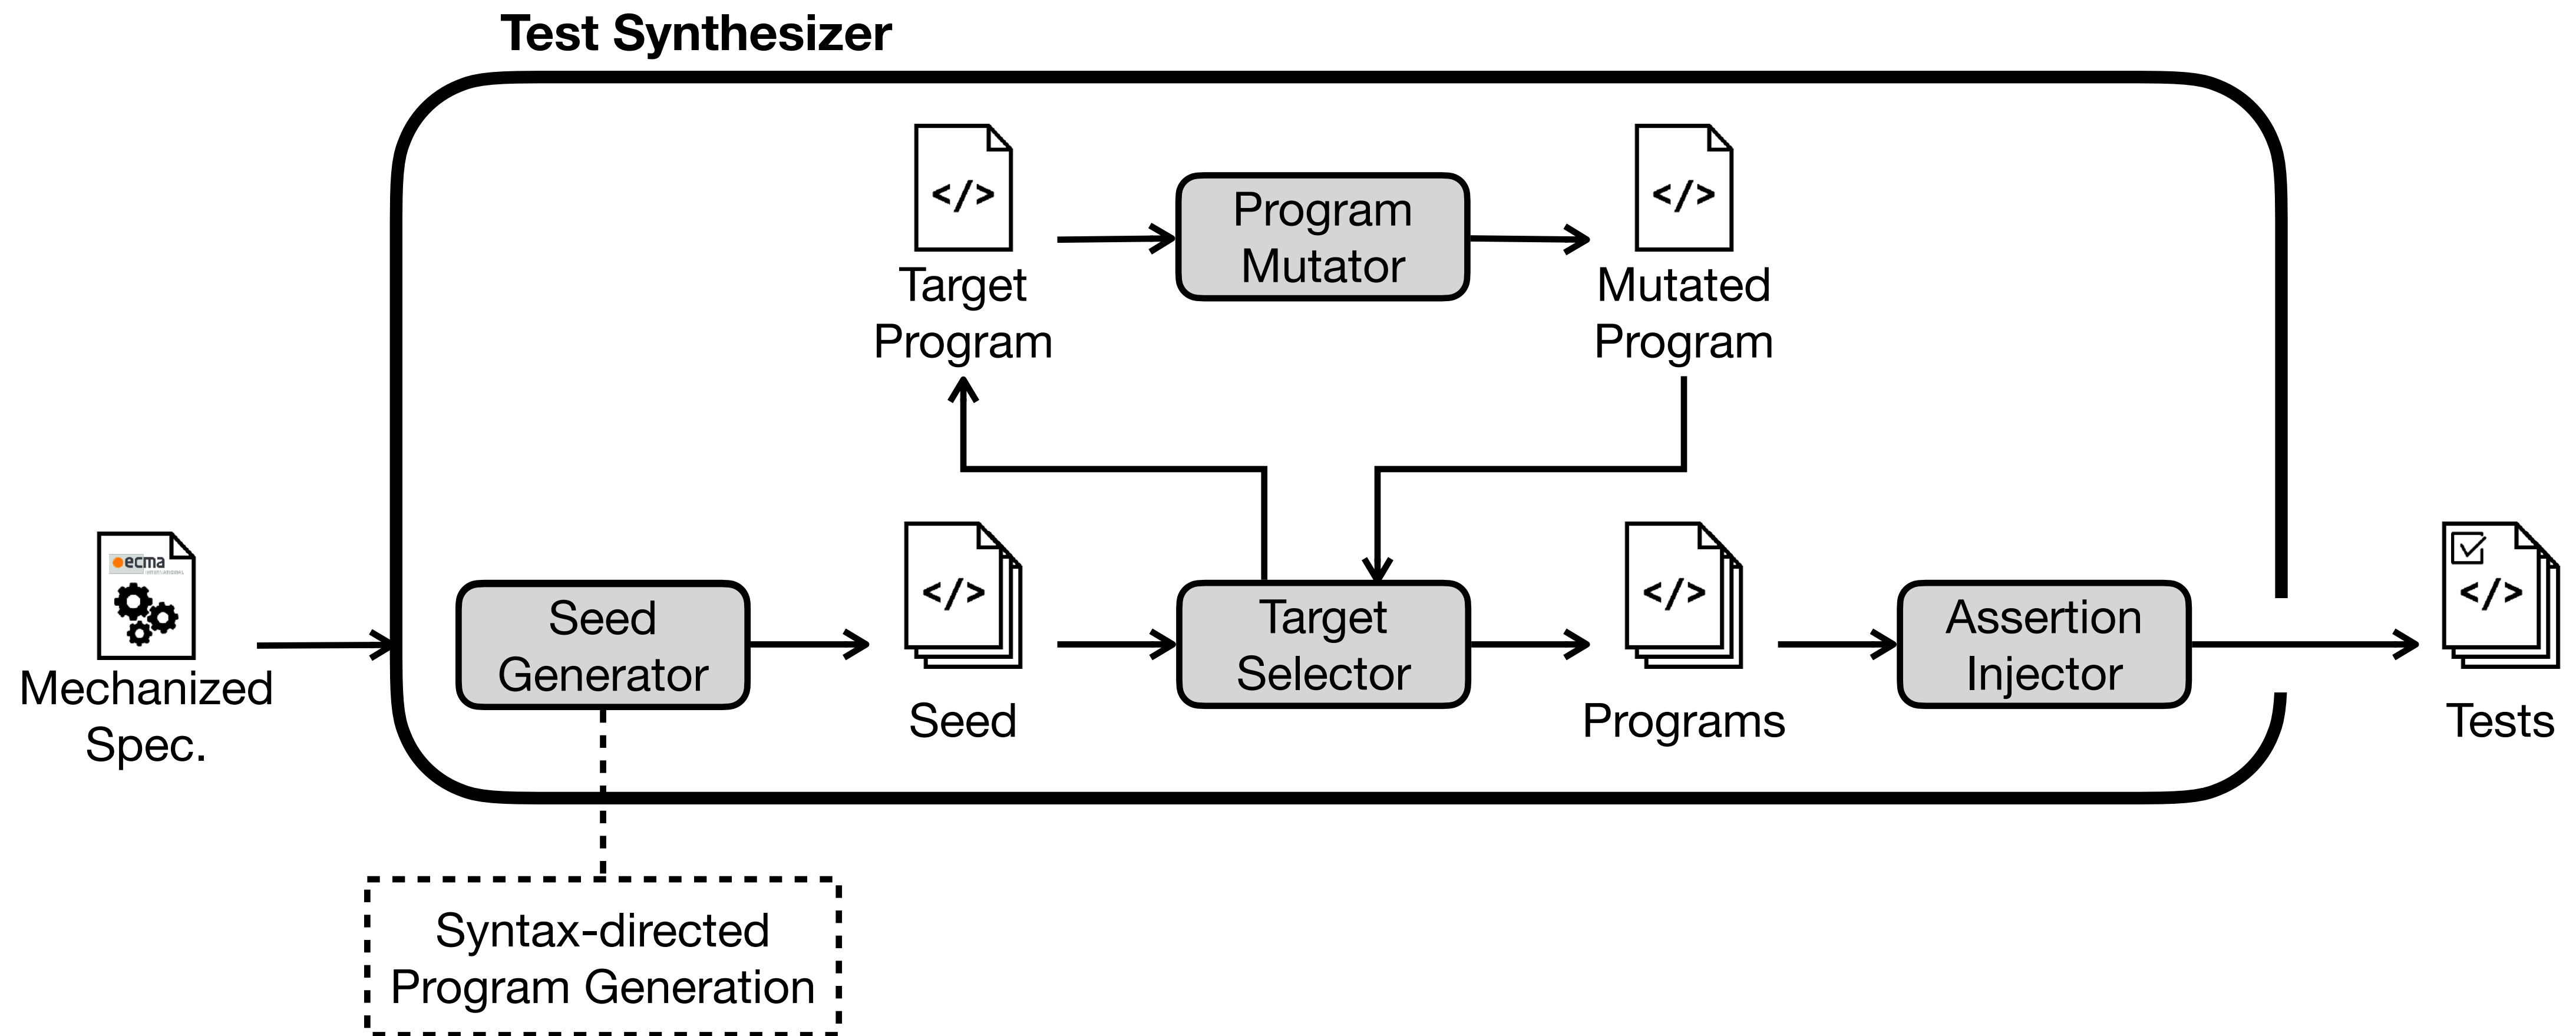 Test Synthesizer
</>
</>
Program
Mutator
Target
Program
Mutated
Program
ecma
</>
</>
</>
Seed
Generator
Target
Selector
Assertion
Injector
Mechanized
Spec.
Seed
Programs
Tests
Syntax-directed
Program Generation